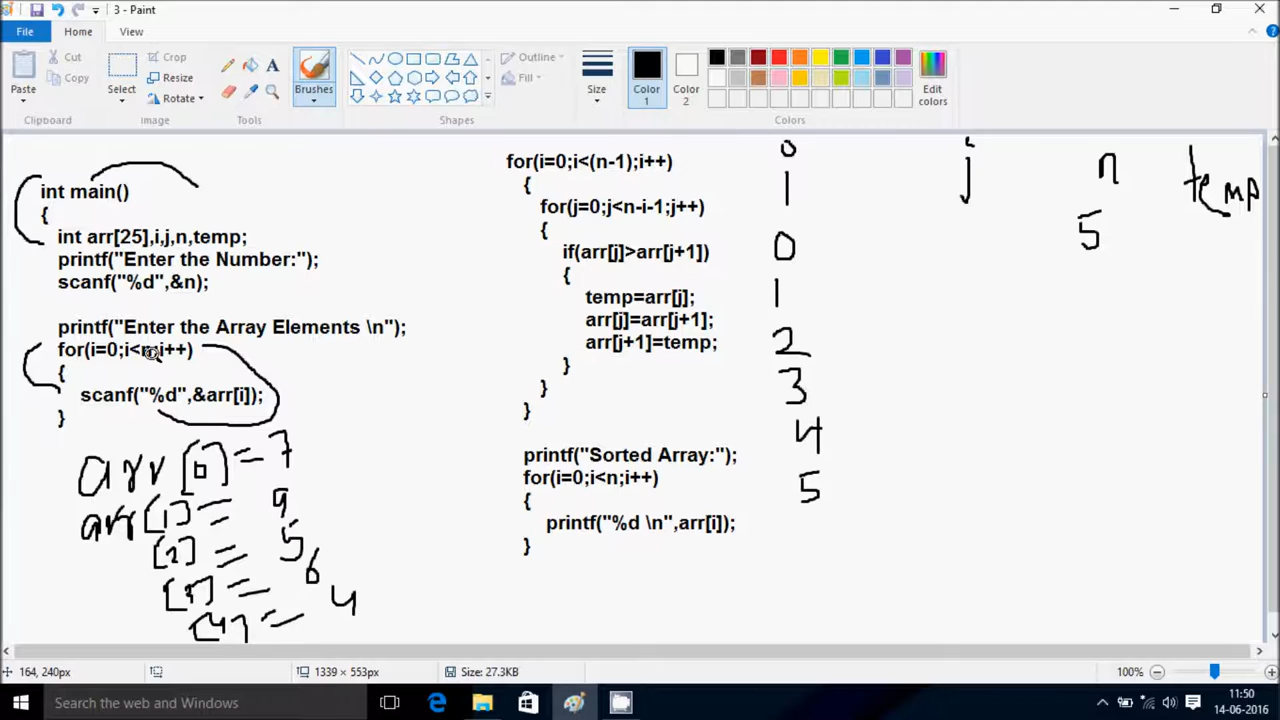 3 - Paint
File
Home
View
Paste
Cut
Copy
Clipboard
Select
Crop
Resize
Rotate
Image
A
Tools
Brushes
Outline
Fill
Shapes
Size
Color 1
Color 2
Edit colors
Colors
int main()
{
int arr[25],i,j,n,temp;
printf("Enter the Number:");
scanf("%d",&n);
printf("Enter the Array Elements \n");
for(i=0;i<n;i++)
{
scanf("%d",&arr[i]);
}
arr [0] = 7
arr [1] = 9
[2] = 5
[3] = 6
[4] = 4
for(i=0;i<(n-1);i++)
{
for(j=0;j<n-i-1;j++)
{
if(arr[j]>arr[j+1])
{
temp=arr[j];
arr[j]=arr[j+1];
arr[j+1]=temp;
}
}
}
printf("Sorted Array:");
for(i=0;i<n;i++)
{
printf("%d \n",arr[i]);
}
i
0
1
2
3
4
5
j
n
5
temp
164, 240px
1339 × 553px
Size: 27.3KB
100%
Search the web and Windows
11:50
14-06-2016